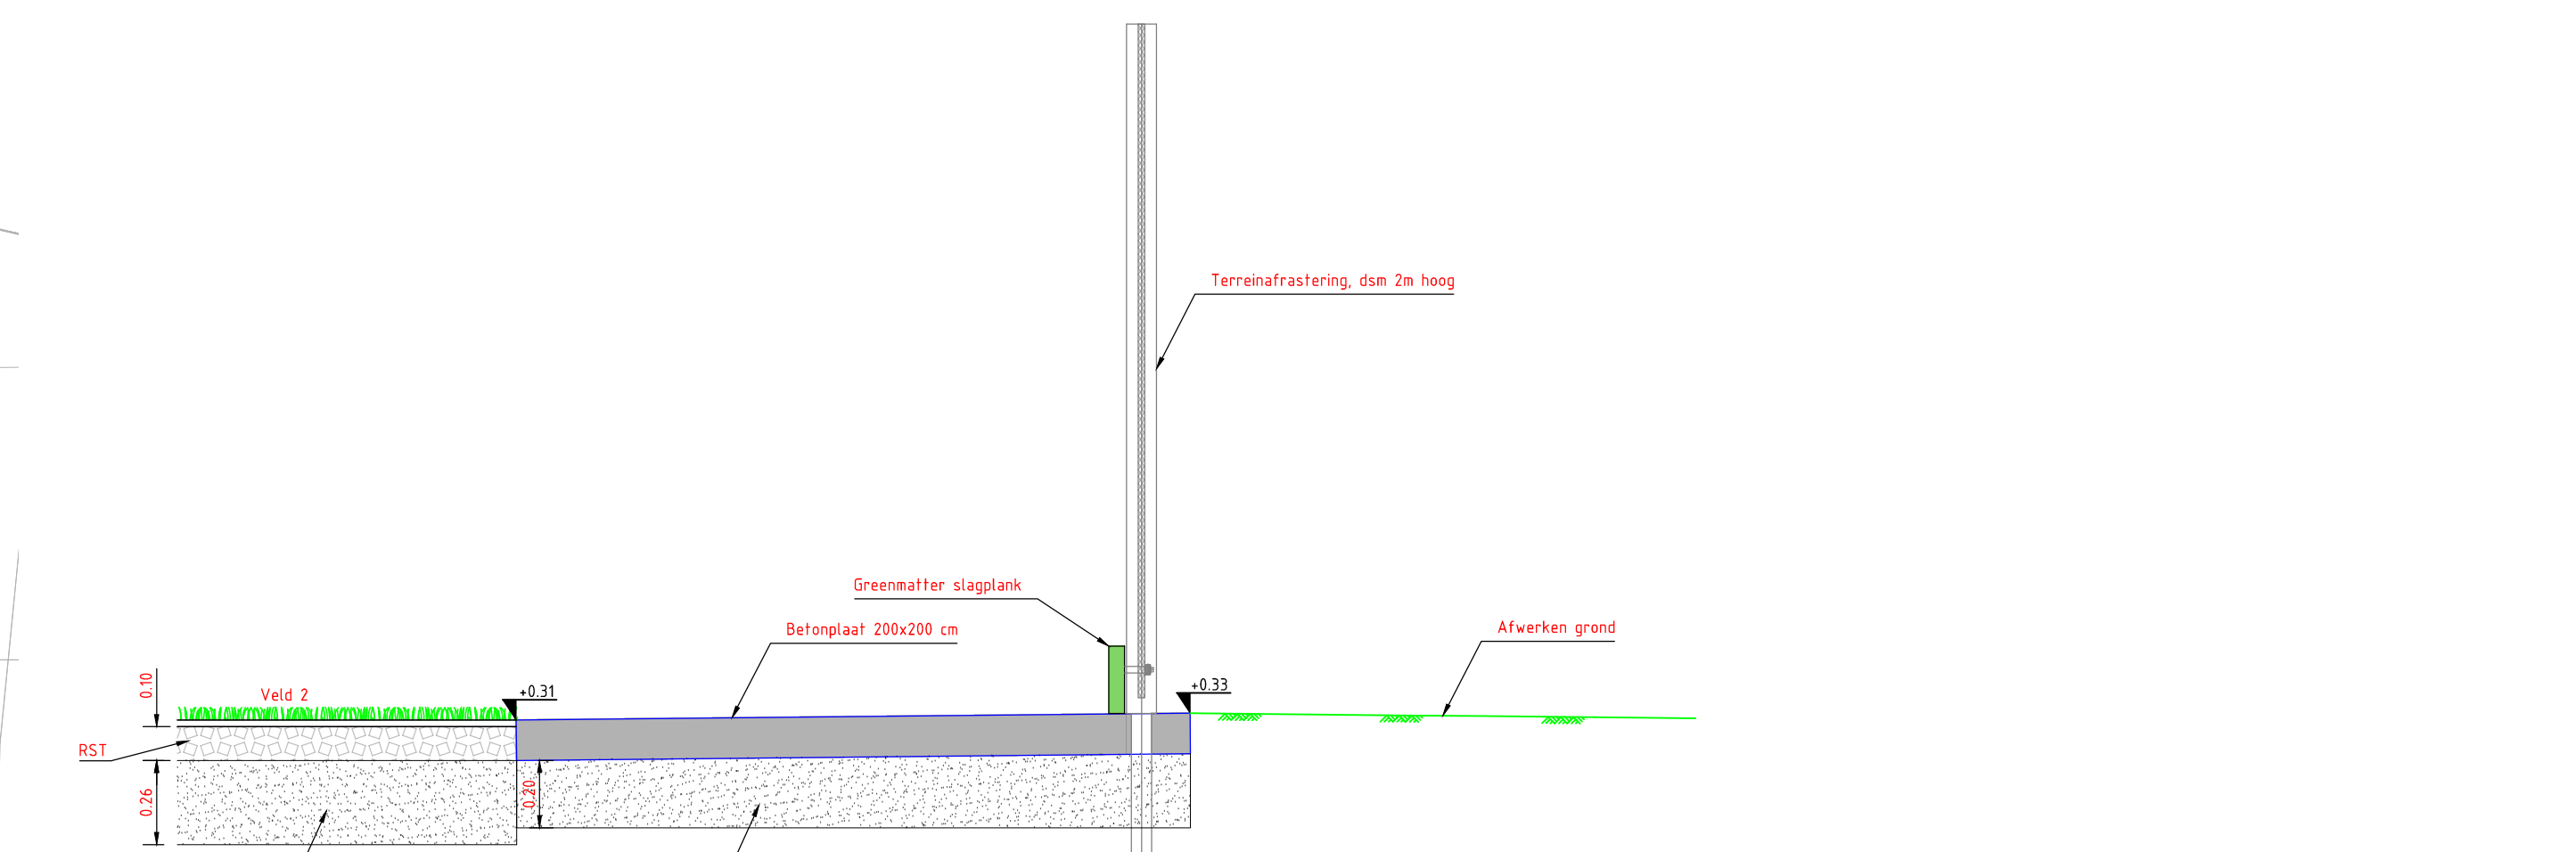 Terreinafrastering, dsm 2m hoog
Greenmatter slagplank
Betonplaat 200x200 cm
Afwerken grond
0.10
Veld 2
+0.31
+0.33
RST
0.26
0.20